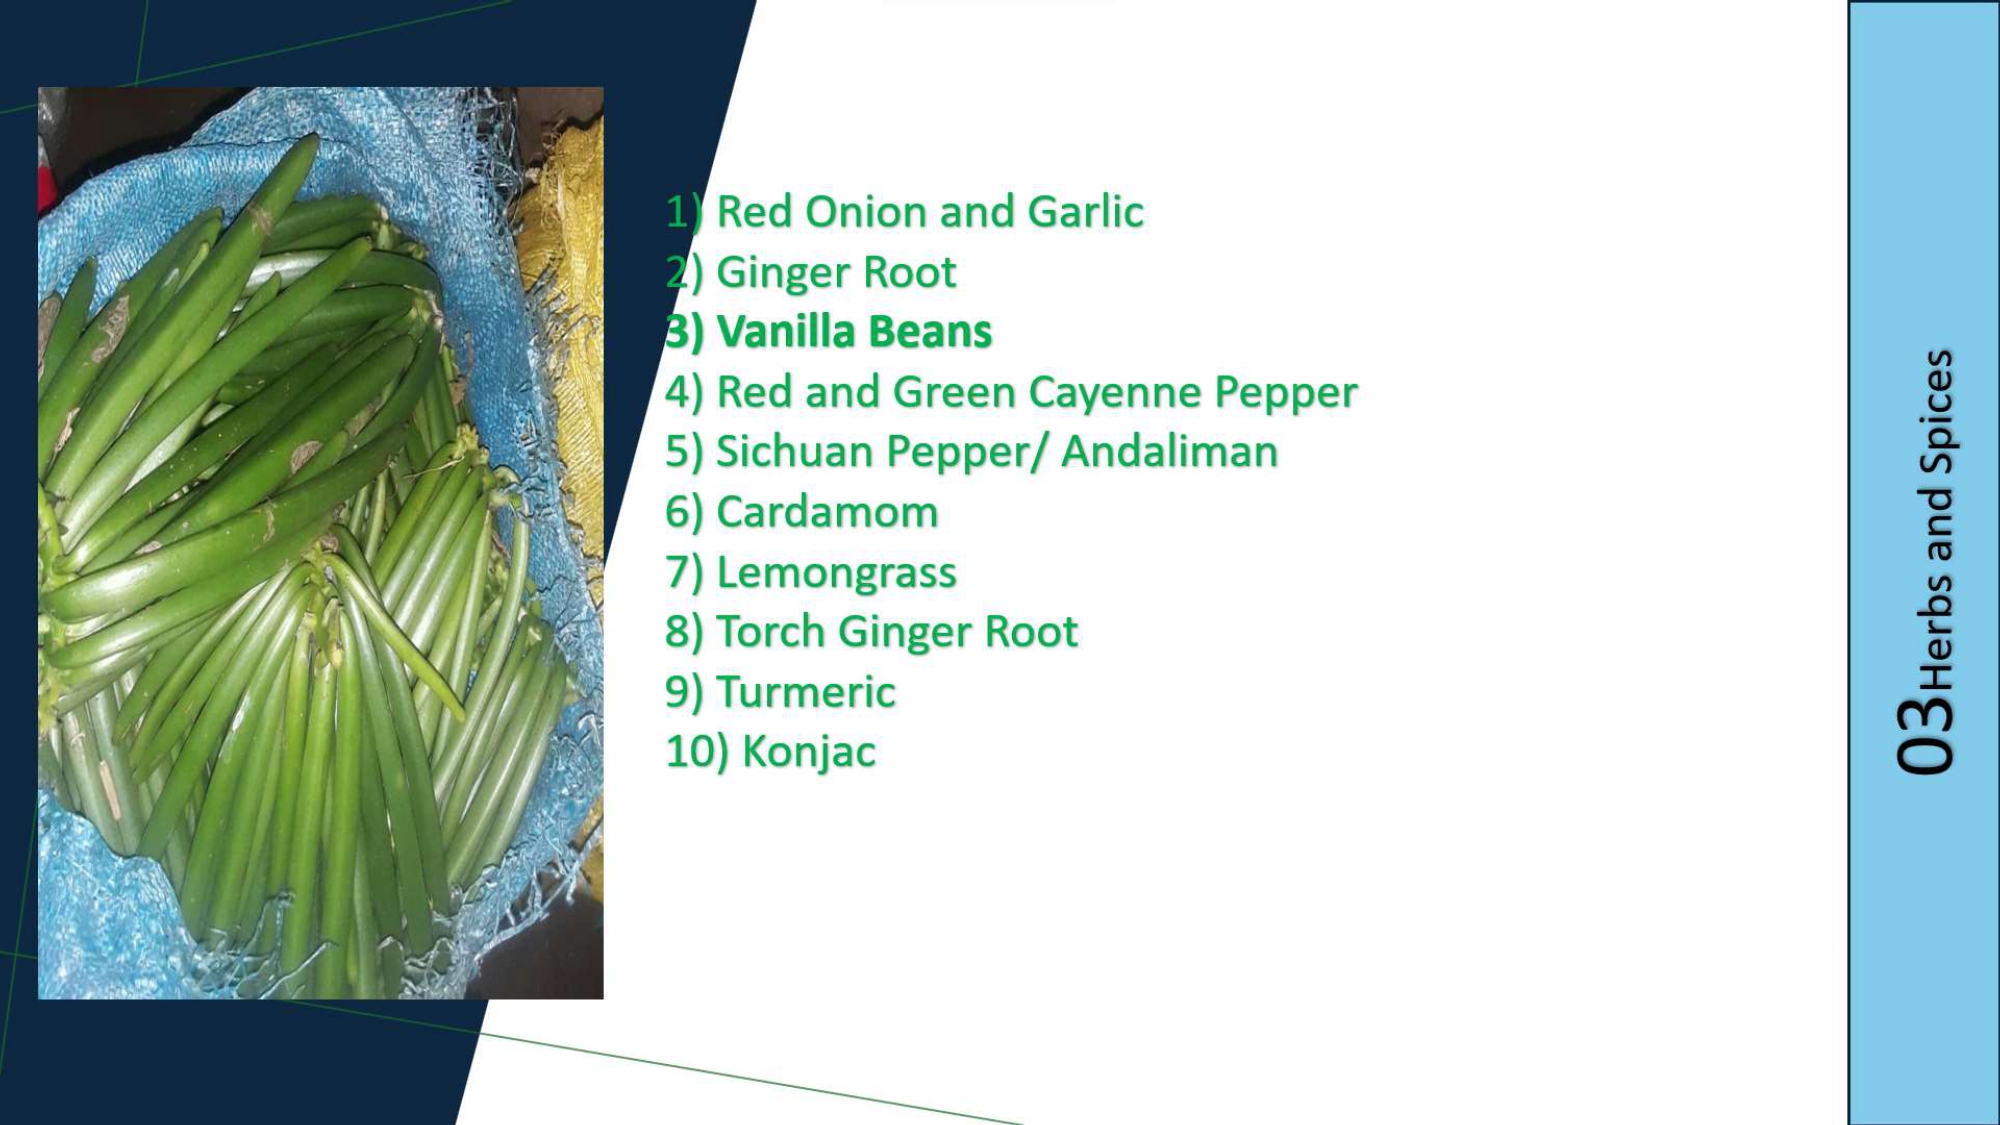 1) Red Onion and Garlic
2) Ginger Root
3) Vanilla Beans
4) Red and Green Cayenne Pepper
5) Sichuan Pepper/ Andaliman
6) Cardamom
7) Lemongrass
8) Torch Ginger Root
9) Turmeric
10) Konjac
03Herbs and Spices